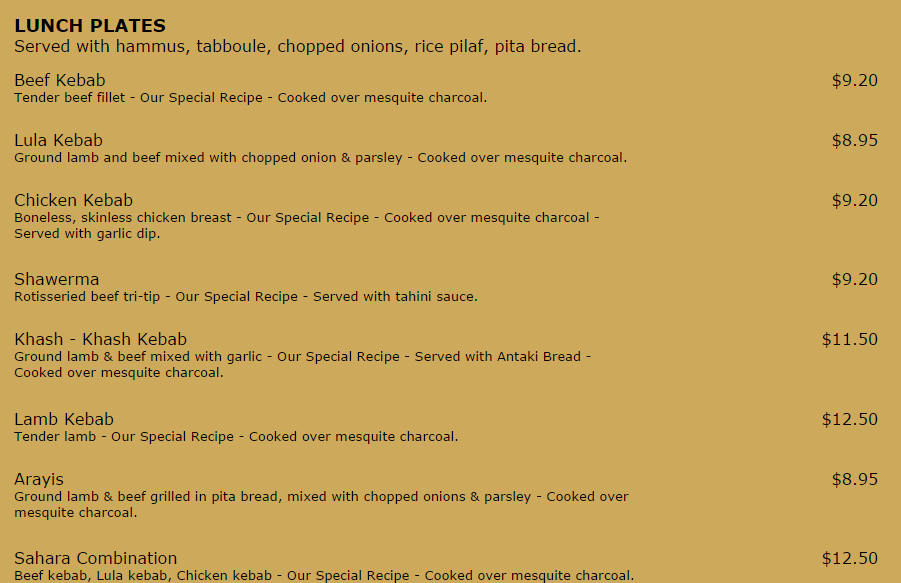 LUNCH PLATES
Served with hammus, tabboule, chopped onions, rice pilaf, pita bread.
Beef Kebab $9.20
Tender beef fillet - Our Special Recipe - Cooked over mesquite charcoal.
Lula Kebab $8.95
Ground lamb and beef mixed with chopped onion & parsley - Cooked over mesquite charcoal.
Chicken Kebab $9.20
Boneless, skinless chicken breast - Our Special Recipe - Cooked over mesquite charcoal -
Served with garlic dip.
Shawerma $9.20
Rotisseried beef tri-tip - Our Special Recipe - Served with tahini sauce.
Khash - Khash Kebab $11.50
Ground lamb & beef mixed with garlic - Our Special Recipe - Served with Antaki Bread -
Cooked over mesquite charcoal.
Lamb Kebab $12.50
Tender lamb - Our Special Recipe - Cooked over mesquite charcoal.
Arayis $8.95
Ground lamb & beef grilled in pita bread, mixed with chopped onions & parsley - Cooked over
mesquite charcoal.
Sahara Combination $12.50
Beef kebab, Lula kebab, Chicken kebab - Our Special Recipe - Cooked over mesquite charcoal.